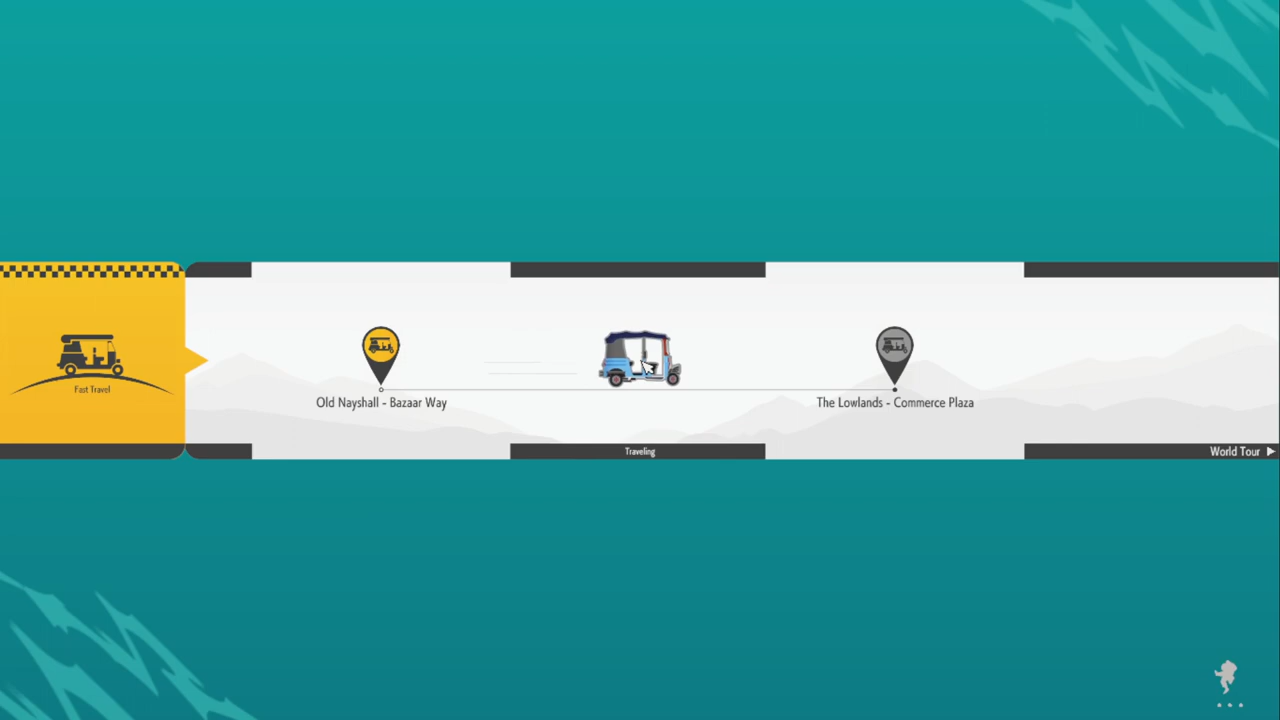 Fast Travel
Old Nayshall - Bazaar Way
The Lowlands - Commerce Plaza
Traveling
World Tour